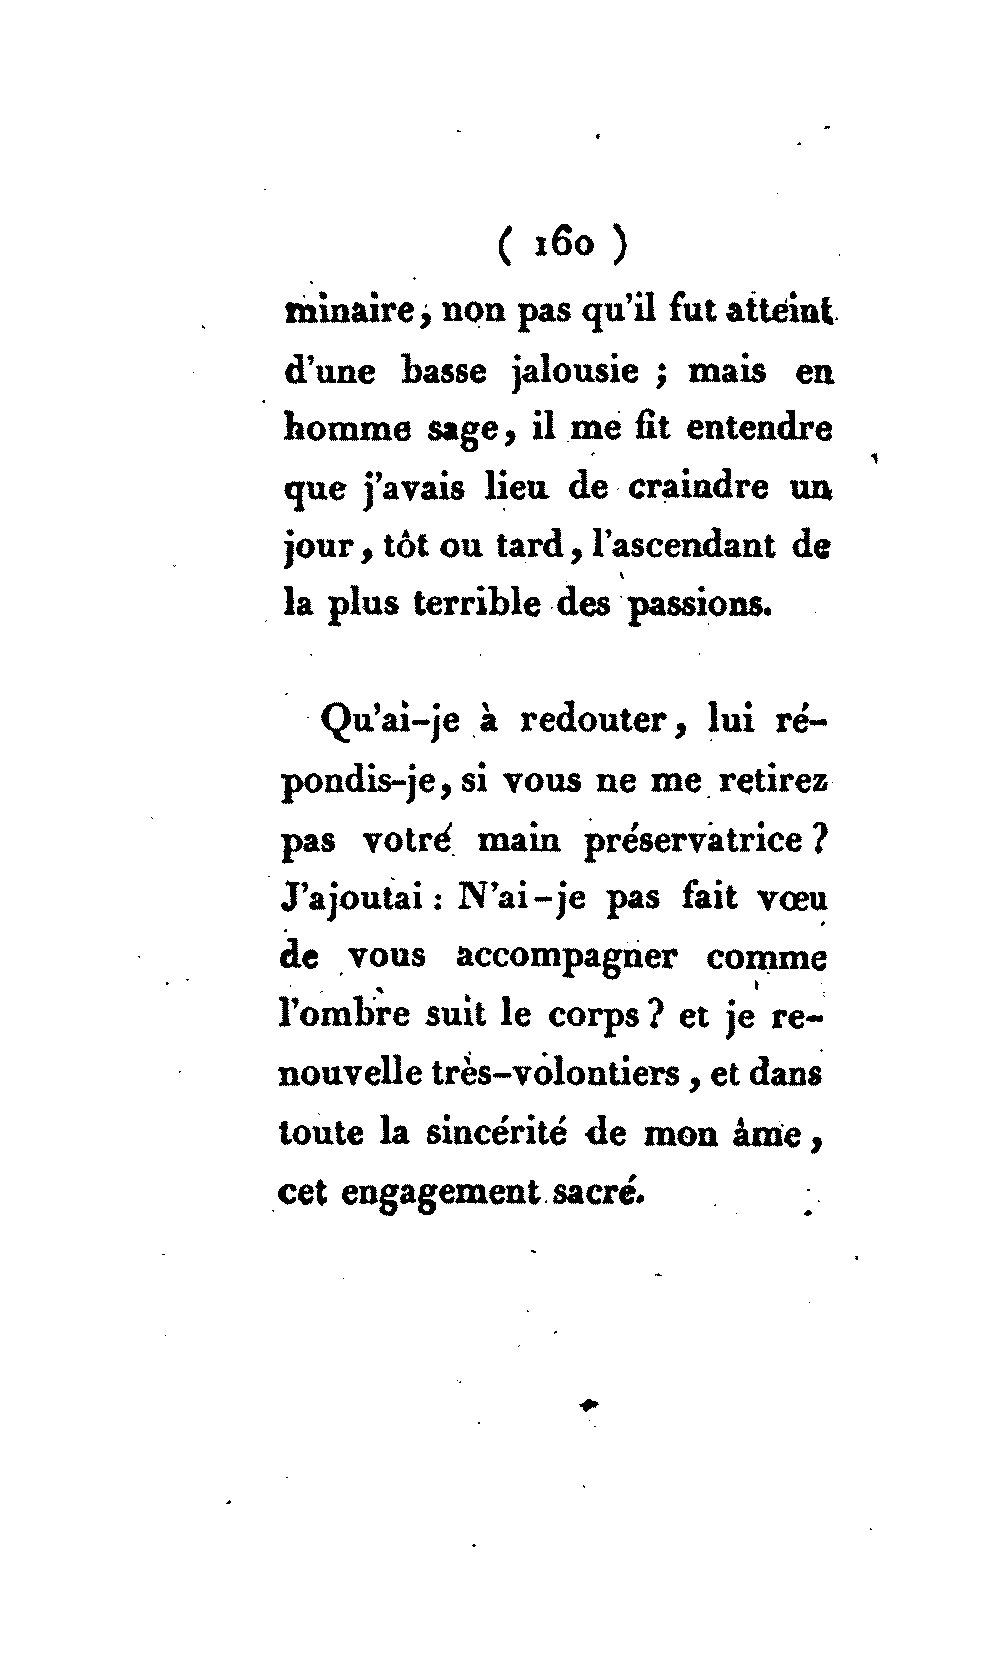 ( 160 )
minaire, non pas qu'il fut atteint
d'une basse jalousie ; mais en
homme sage, il me fit entendre
que j'avais lieu de craindre un
jour, tôt ou tard, l'ascendant de
la plus terrible des passions.
Qu'ai-je à redouter, lui ré-
pondis-je, si vous ne me retirez
pas votre main préservatrice ?
J'ajoutai : N'ai-je pas fait vœu
de vous accompagner comme
l'ombre suit le corps ? et je re-
nouvelle très-volontiers, et dans
toute la sincérité de mon âme,
cet engagement sacré.